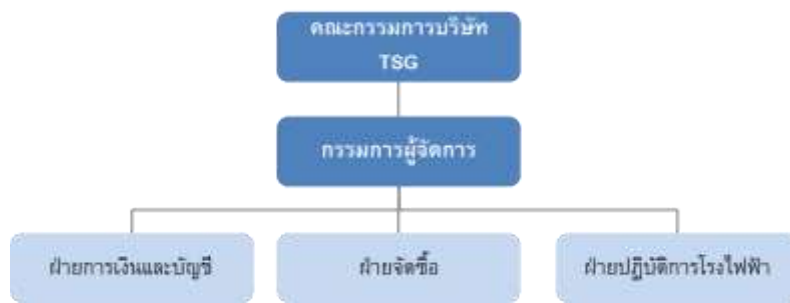 คณะกรรมการบริษัท
TSG
กรรมการผู้จัดการ
ฝ่ายการเงินและบัญชี
ฝ่ายจัดซื้อ
ฝ่ายปฏิบัติการโรงไฟฟ้า